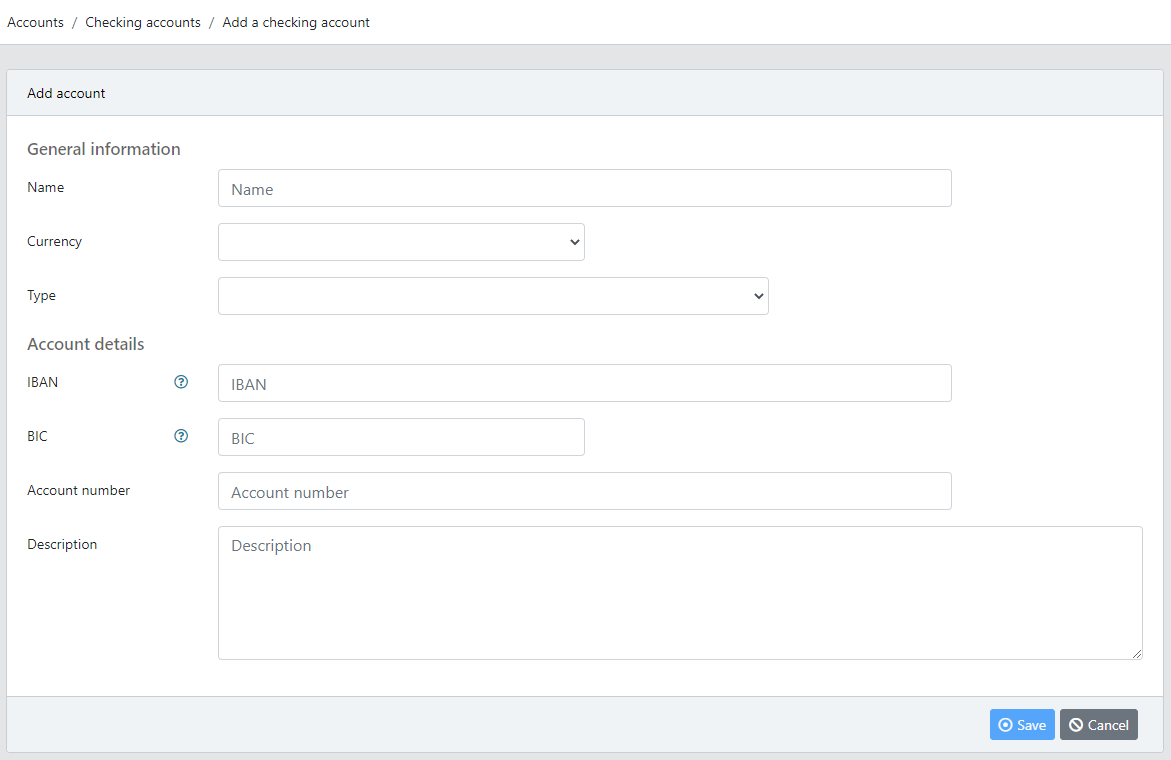 Accounts / Checking accounts / Add a checking account
Add account
General information
Name Name
Currency
Type
Account details
IBAN IBAN
BIC BIC
Account number Account number
Description Description
Save Cancel